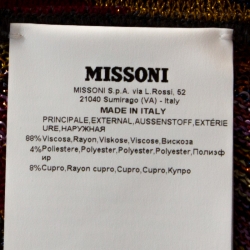 MISSONI
MISSONI S.p.A. via L.Rossi, 52
21040 Sumirago (VA) - Italy
MADE IN ITALY
PRINCIPALE,EXTERNAL,AUSSENSTOFF,EXTÉRIE
URE,НАРУЖНАЯ
88%Viscosa,Rayon,Viskose,Viscose,Вискоза
4%Poliestere,Polyester,Polyester,Polyester,Полиэф
ир
8%Cupro,Rayon cupro,Cupro,Cupro,Купро